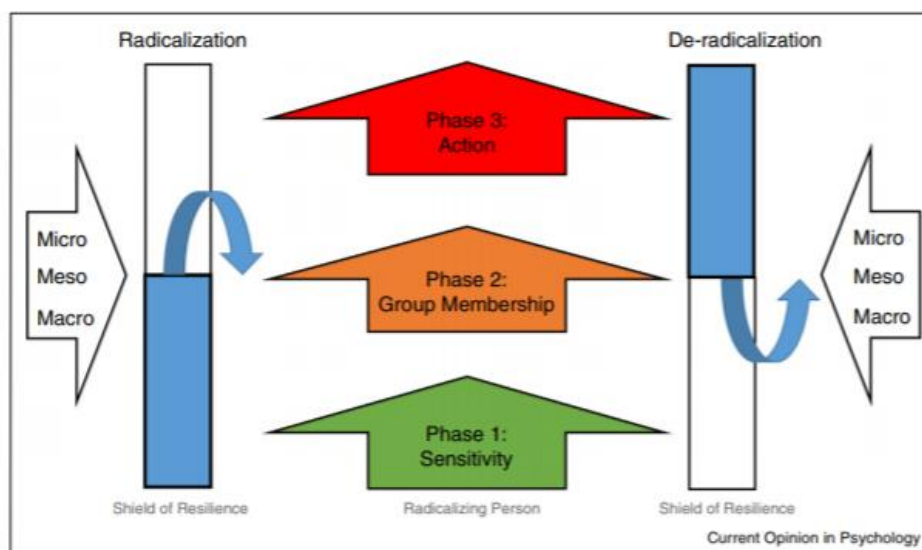 Radicalization
De-radicalization
Phase 3:
Action
Micro
Meso
Macro
Phase 2:
Group Membership
Micro
Meso
Macro
Phase 1:
Sensitivity
Shield of Resilience
Radicalizing Person
Shield of Resilience
Current Opinion in Psychology